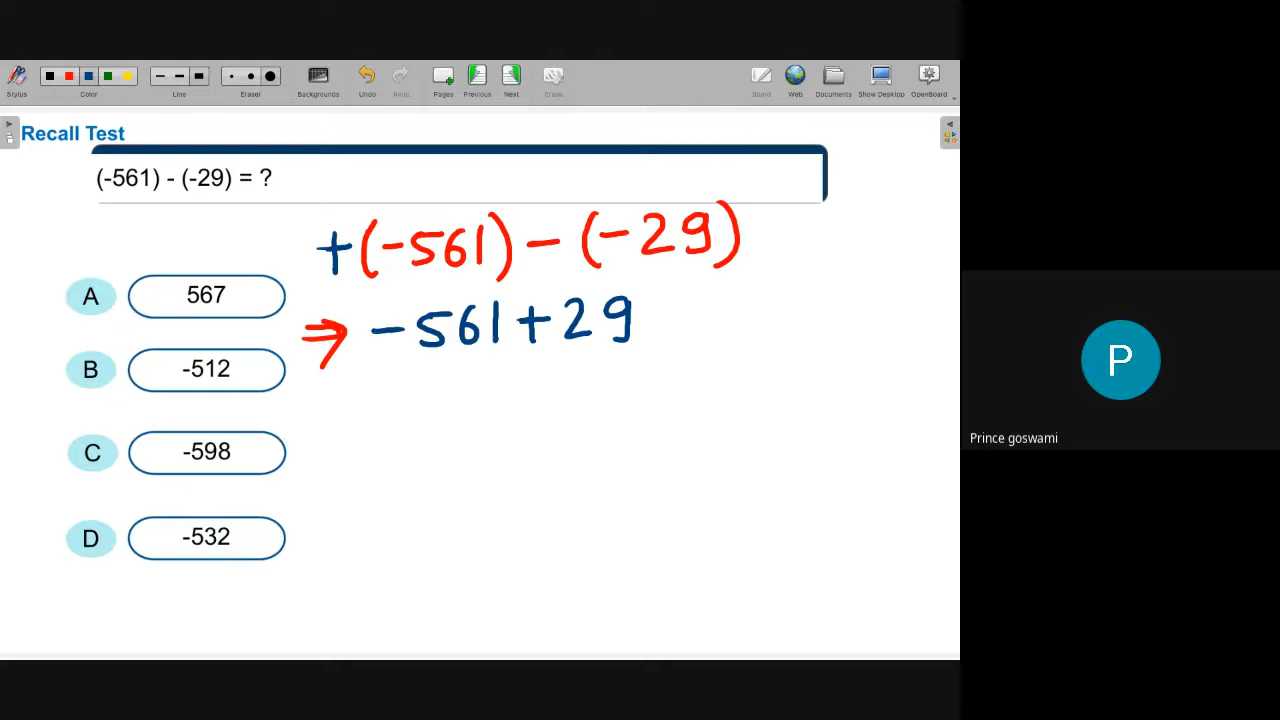 Stylus
Color
Line
Eraser
Backgrounds
Undo
Redo
Pages
Previous
Next
Erase
Board
Web
Documents
Show Desktop
OpenBoard
Recall Test
(-561) - (-29) = ?
+(-561) - (-29)
A 567
⇒ -561+29
B -512
C -598
D -532
P
Prince goswami